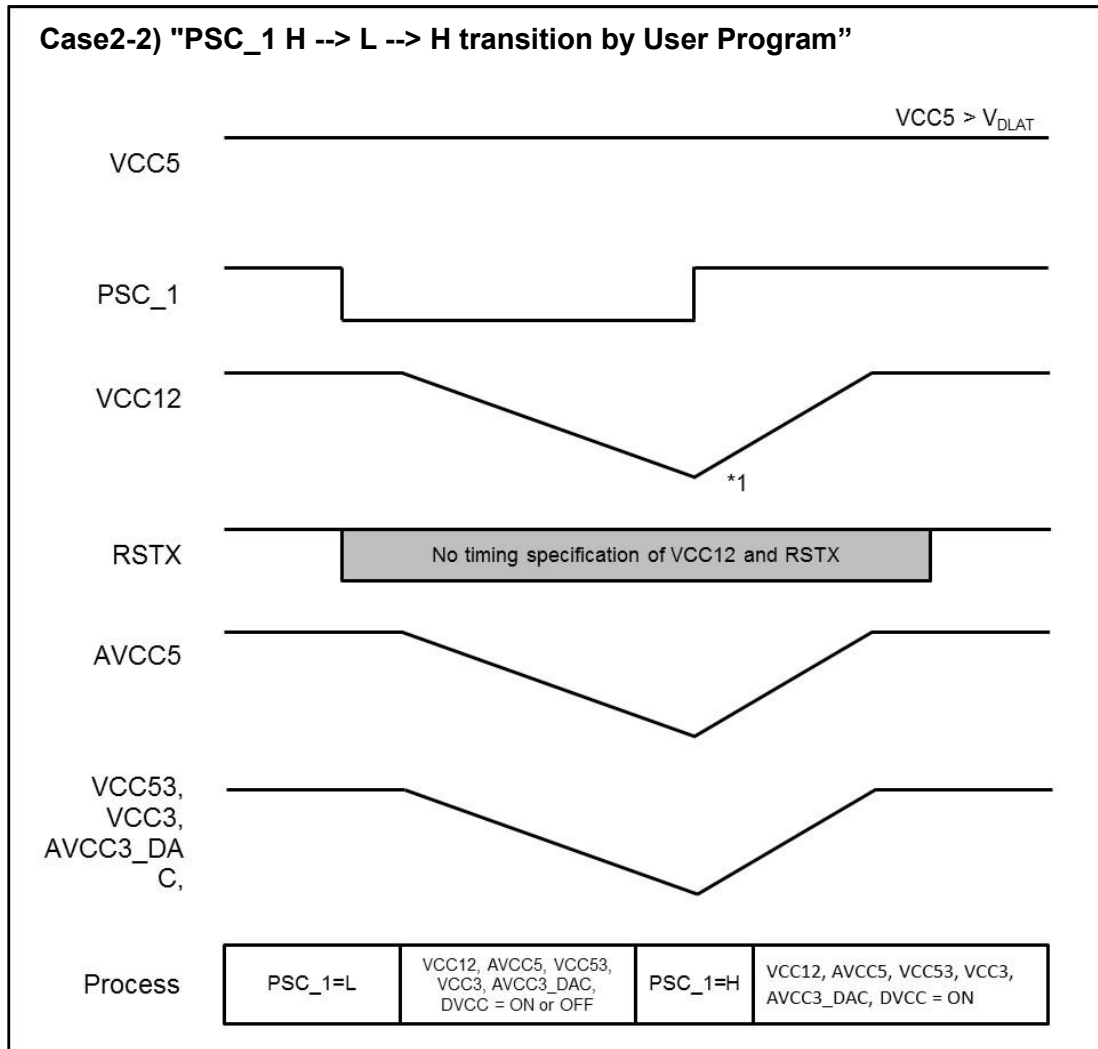 Case2-2) "PSC_1 H --> L --> H transition by User Program”
VCC5 > VDLAT
VCC5
PSC_1
VCC12
*1
RSTX
No timing specification of VCC12 and RSTX
AVCC5
VCC53,
VCC3,
AVCC3_DA
C,
Process
PSC_1=L
VCC12, AVCC5, VCC53,
VCC3, AVCC3_DAC,
DVCC = ON or OFF
PSC_1=H
VCC12, AVCC5, VCC53, VCC3,
AVCC3_DAC, DVCC = ON